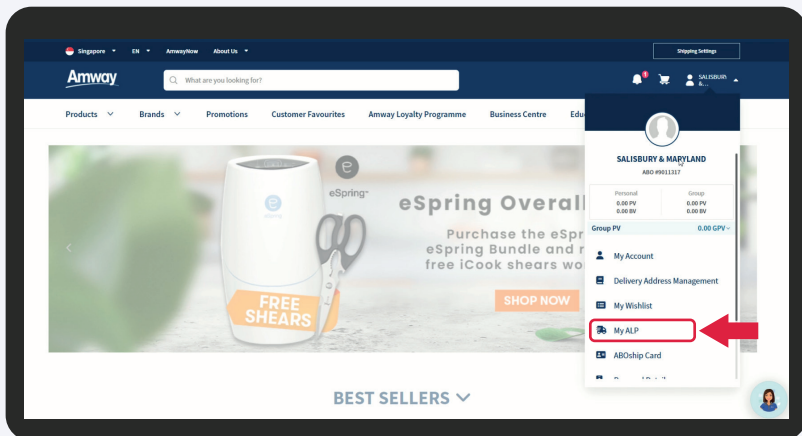 Singapore EN AmwayNow About Us Shipping Settings
Amway What are you looking for? 1 SALISBURY
&...
Products Brands Promotions Customer Favourites Amway Loyalty Programme Business Centre
SALISBURY & MARYLAND
ABO #9011317
Personal Group
0.00 PV 0.00 PV
0.00 BV 0.00 BV
Group PV 0.00 GPV
My Account
Delivery Address Management
My Wishlist
My ALP
ABOship Card
e
eSpring™
e
eSpring Overall
Purchase the eSpr
eSpring Bundle and r
free iCook shears wo
SHOP NOW
FREE
SHEARS
BEST SELLERS